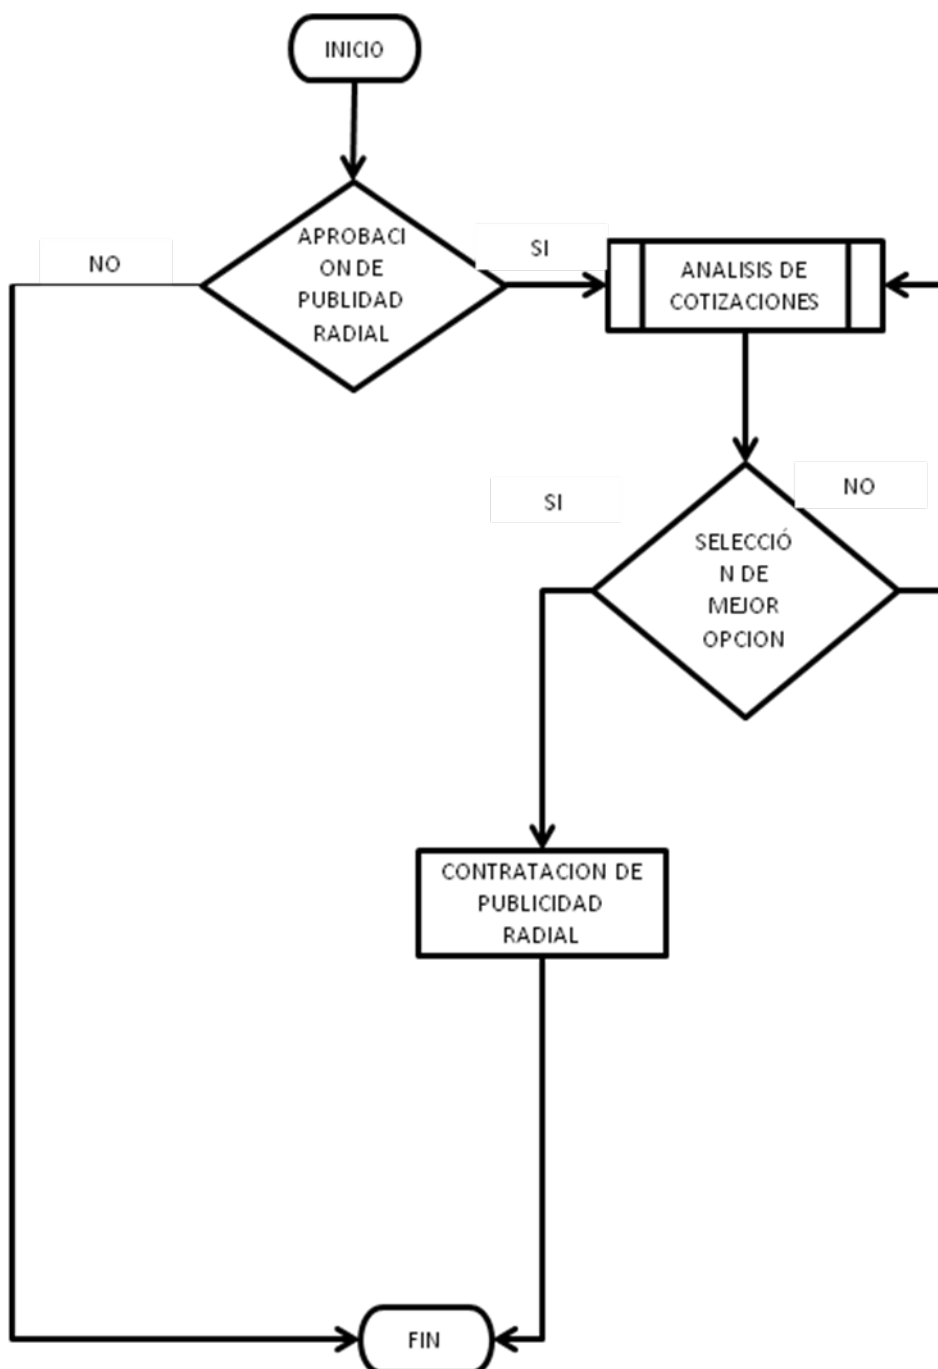 INICIO
APROBACI
ON DE
PUBLIDAD
RADIAL
NO
SI
ANALISIS DE
COTIZACIONES
SELECCIÓ
N DE
MEJOR
OPCION
SI
NO
CONTRATACION DE
PUBLICIDAD
RADIAL
FIN